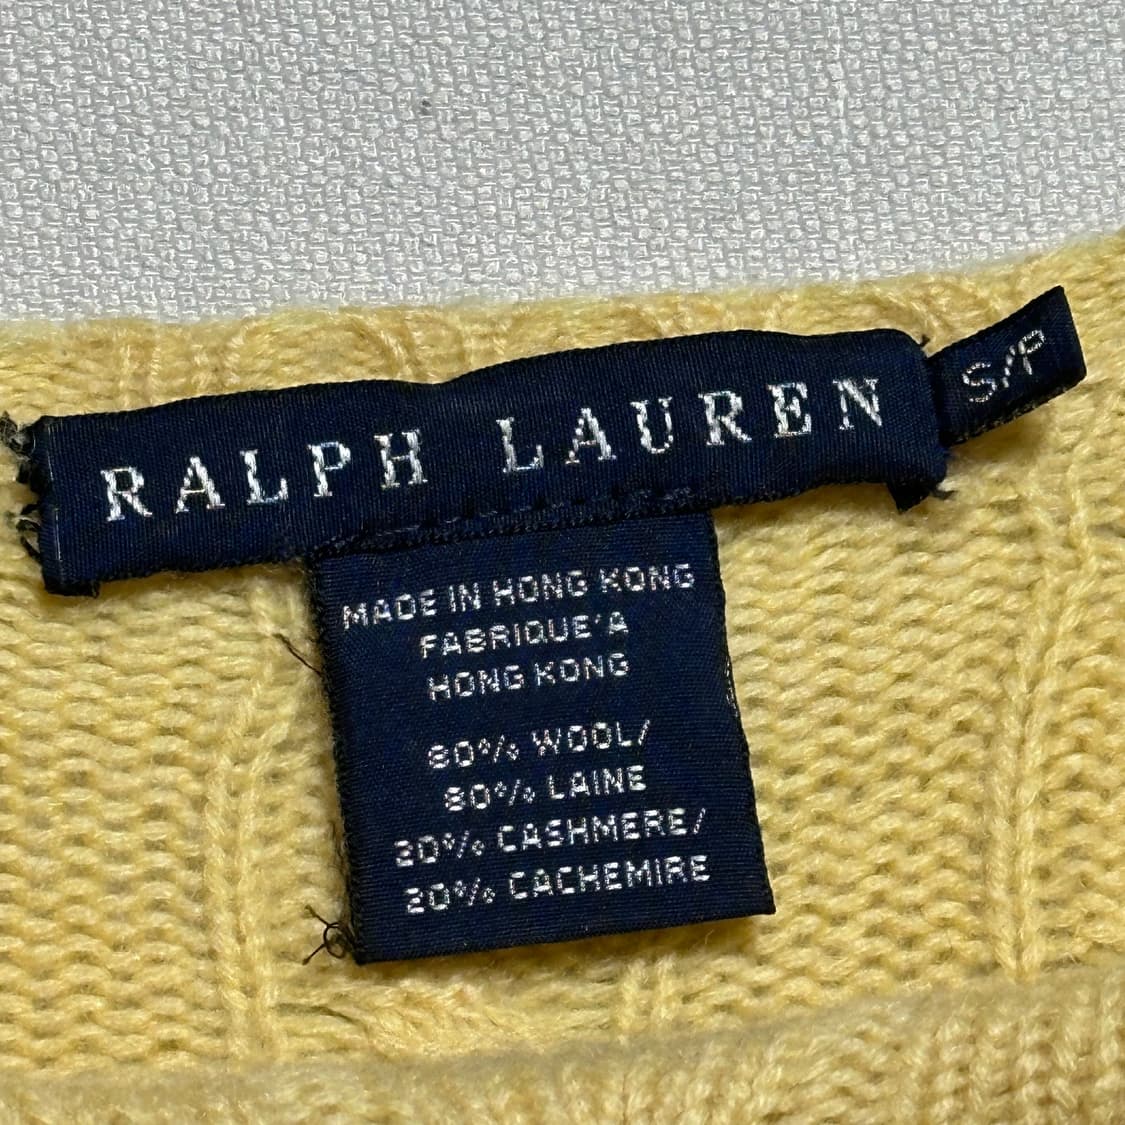 RALPH LAUREN
S/P
MADE IN HONG KONG
FABRIQUE'A
HONG KONG
80% WOOL/
80% LAINE
20% CASHMERE/
20% CACHEMIRE